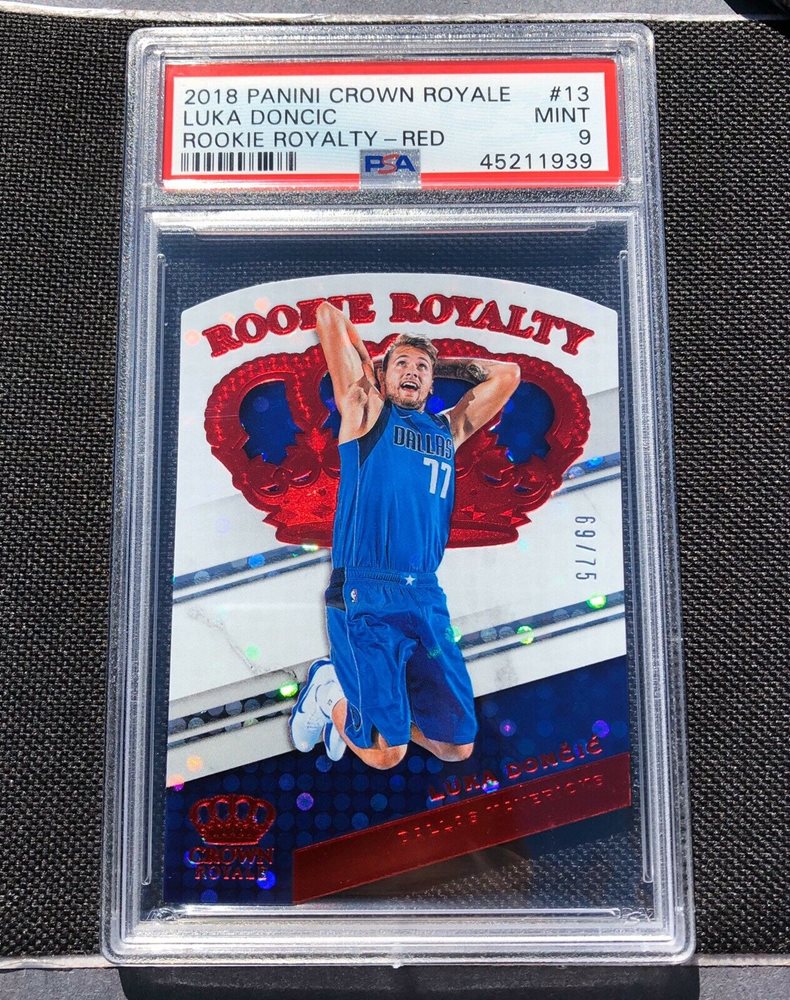 2018 PANINI CROWN ROYALE #13
LUKA DONCIC MINT
ROOKIE ROYALTY – RED 9
PSA 45211939
ROOKIE ROYALTY
DALLAS
77
69/75
LUKA DONČIĆ
DALLAS MAVERICKS
CROWN
ROYALE